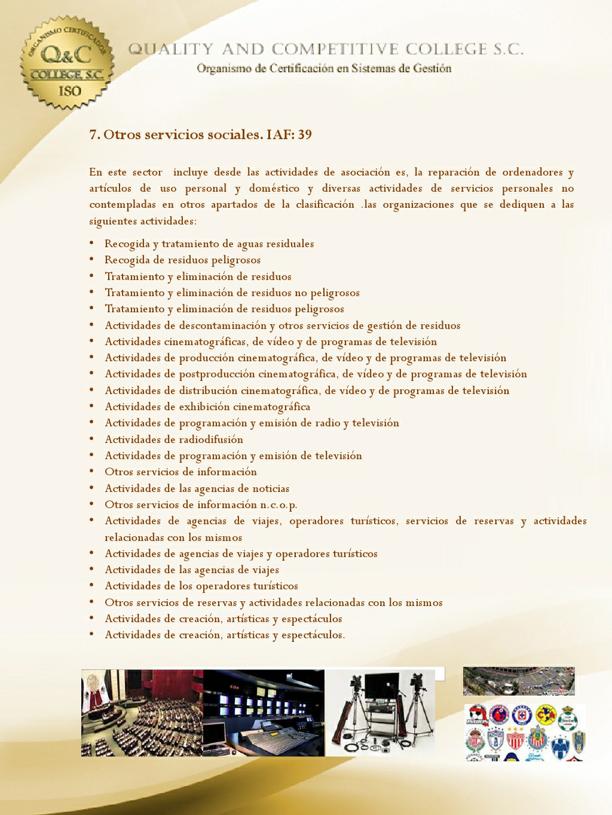 ORGANISMO CERTIFICADOR
Q&C
COLLEGE, S.C.
ISO
QUALITY AND COMPETITIVE COLLEGE S.C.
Organismo de Certificación en Sistemas de Gestión
7. Otros servicios sociales. IAF: 39
En este sector incluye desde las actividades de asociación es, la reparación de ordenadores y
artículos de uso personal y doméstico y diversas actividades de servicios personales no
contempladas en otros apartados de la clasificación .las organizaciones que se dediquen a las
siguientes actividades:
• Recogida y tratamiento de aguas residuales
• Recogida de residuos peligrosos
• Tratamiento y eliminación de residuos
• Tratamiento y eliminación de residuos no peligrosos
• Tratamiento y eliminación de residuos peligrosos
• Actividades de descontaminación y otros servicios de gestión de residuos
• Actividades cinematográficas, de vídeo y de programas de televisión
• Actividades de producción cinematográfica, de vídeo y de programas de televisión
• Actividades de postproducción cinematográfica, de vídeo y de programas de televisión
• Actividades de distribución cinematográfica, de vídeo y de programas de televisión
• Actividades de exhibición cinematográfica
• Actividades de programación y emisión de radio y televisión
• Actividades de radiodifusión
• Actividades de programación y emisión de televisión
• Otros servicios de información
• Actividades de las agencias de noticias
• Otros servicios de información n.c.o.p.
• Actividades de agencias de viajes, operadores turísticos, servicios de reservas y actividades
relacionadas con los mismos
• Actividades de agencias de viajes y operadores turísticos
• Actividades de las agencias de viajes
• Actividades de los operadores turísticos
• Otros servicios de reservas y actividades relacionadas con los mismos
• Actividades de creación, artísticas y espectáculos
• Actividades de creación, artísticas y espectáculos.